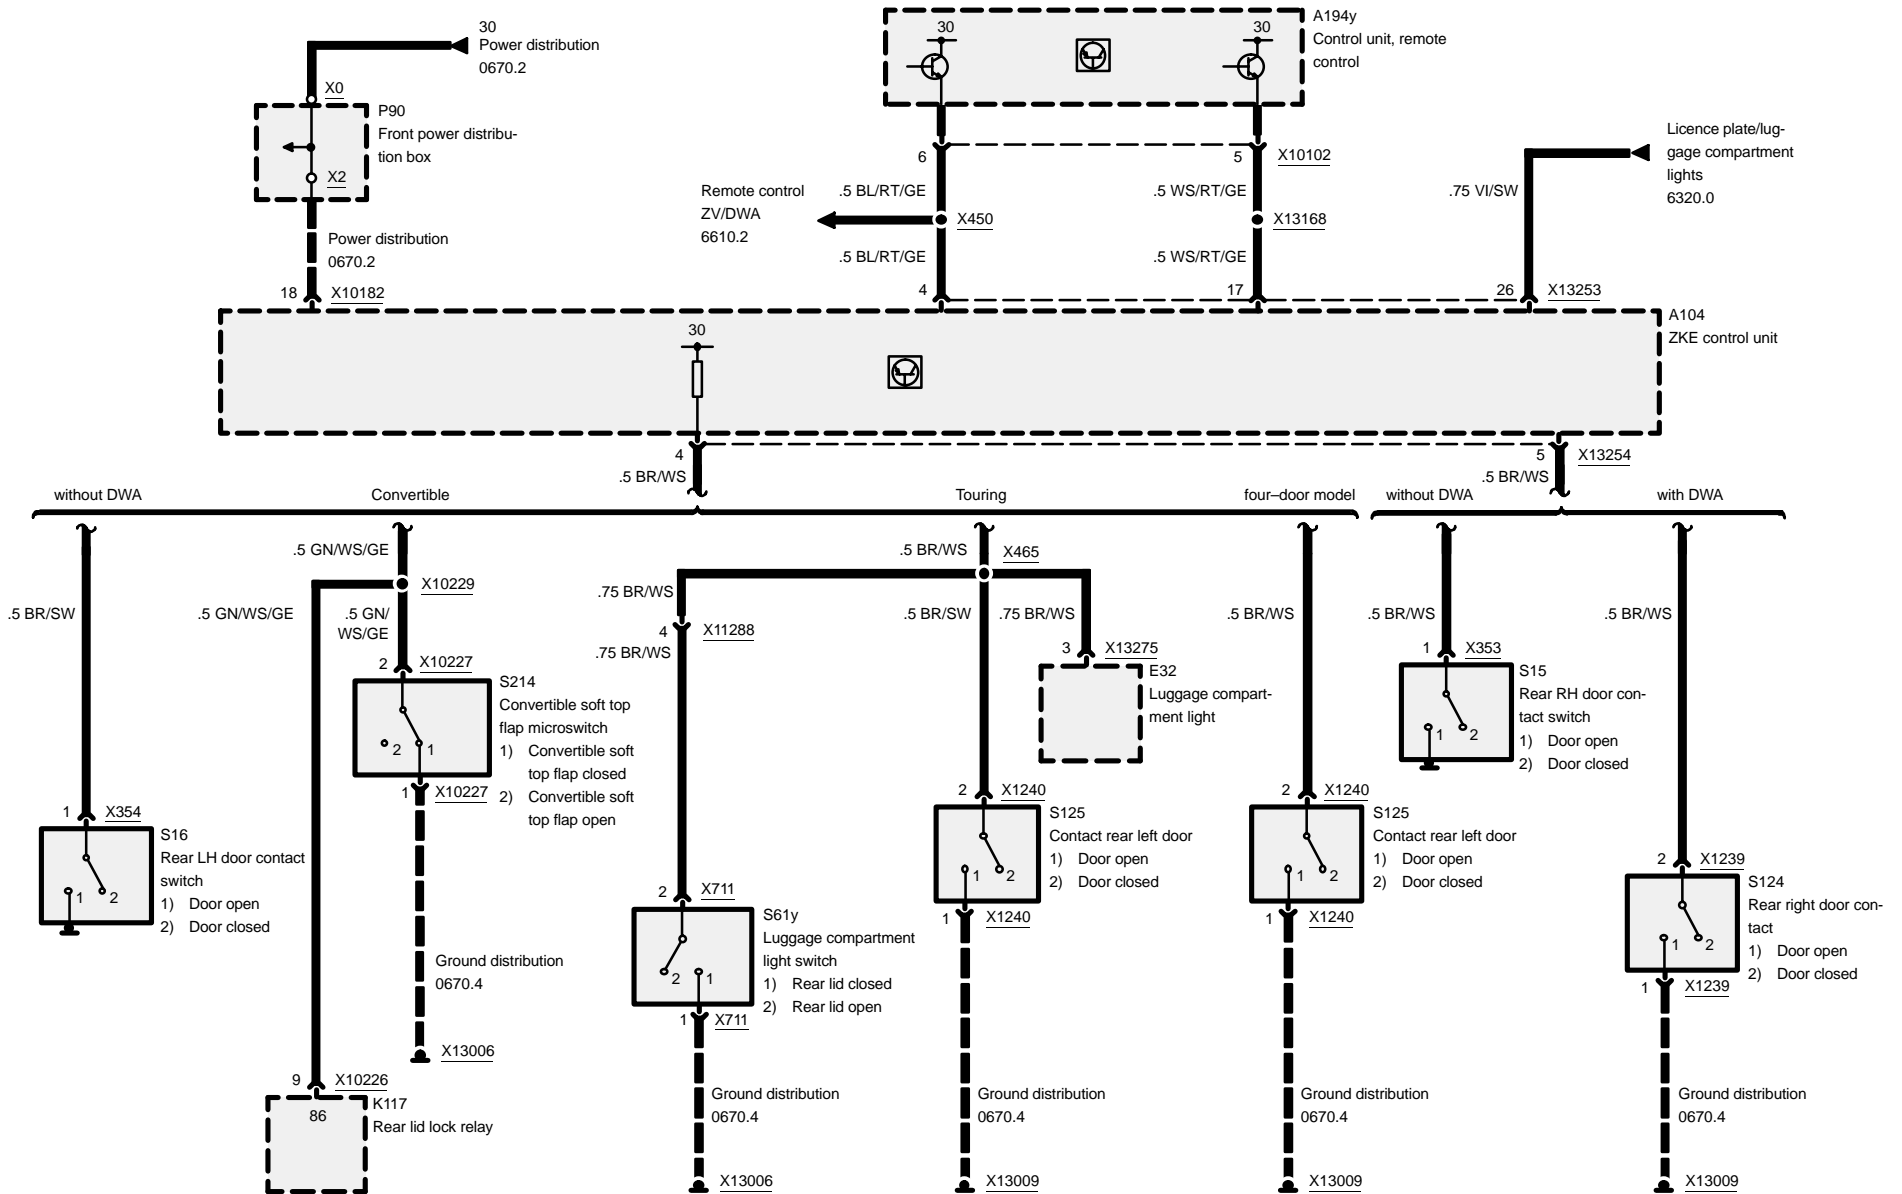 30
Power distribution
0670.2
X0
P90
Front power distribu-
tion box
X2
Power distribution
0670.2
18
X10182
A194y
Control unit, remote
control
30
30
6
5
X10102
Remote control
ZV/DWA
6610.2
.5 BL/RT/GE
X450
.5 BL/RT/GE
4
.5 WS/RT/GE
X13168
.5 WS/RT/GE
17
Licence plate/lug-
gage compartment
lights
6320.0
.75 VI/SW
26
X13253
A104
ZKE control unit
30
4
.5 BR/WS
5
X13254
.5 BR/WS
without DWA
Convertible
Touring
four–door model
without DWA
with DWA
.5 BR/SW
1
X354
S16
Rear LH door contact
switch
1) Door open
2) Door closed
1
2
.5 GN/WS/GE
X10229
.5 GN/WS/GE
.5 GN/
WS/GE
2
X10227
S214
Convertible soft top
flap microswitch
1) Convertible soft
top flap closed
2) Convertible soft
top flap open
2
1
1
X10227
Ground distribution
0670.4
X13006
9
X10226
86
K117
Rear lid lock relay
.5 BR/WS
X465
.75 BR/WS
4
X11288
.75 BR/WS
2
X711
S61y
Luggage compartment
light switch
1) Rear lid closed
2) Rear lid open
2
1
1
X711
Ground distribution
0670.4
X13006
.5 BR/SW
.75 BR/WS
3
X13275
E32
Luggage compart-
ment light
2
X1240
S125
Contact rear left door
1) Door open
2) Door closed
1
2
1
X1240
Ground distribution
0670.4
X13009
.5 BR/WS
2
X1240
S125
Contact rear left door
1) Door open
2) Door closed
1
2
1
X1240
Ground distribution
0670.4
X13009
.5 BR/WS
1
X353
S15
Rear RH door con-
tact switch
1) Door open
2) Door closed
1
2
.5 BR/WS
2
X1239
S124
Rear right door con-
tact
1) Door open
2) Door closed
1
2
1
X1239
Ground distribution
0670.4
X13009